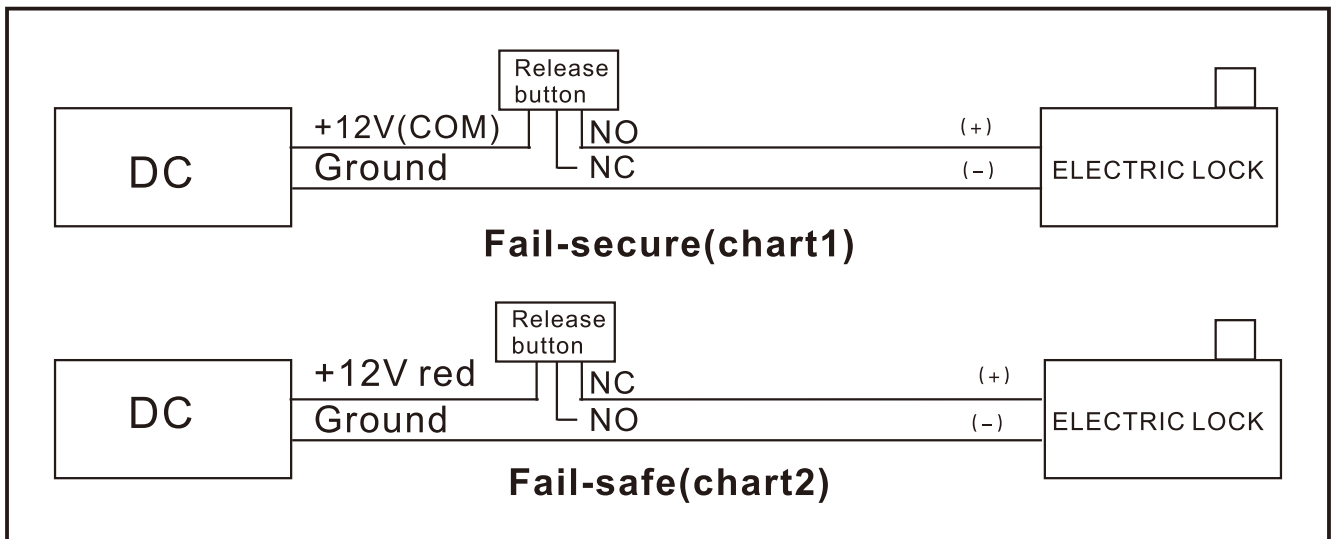 Release
button
+12V(COM)
NO
(+)
DC
Ground
NC
(-)
ELECTRIC LOCK
Fail-secure(chart1)
Release
button
+12V red
NC
(+)
DC
Ground
NO
(-)
ELECTRIC LOCK
Fail-safe(chart2)